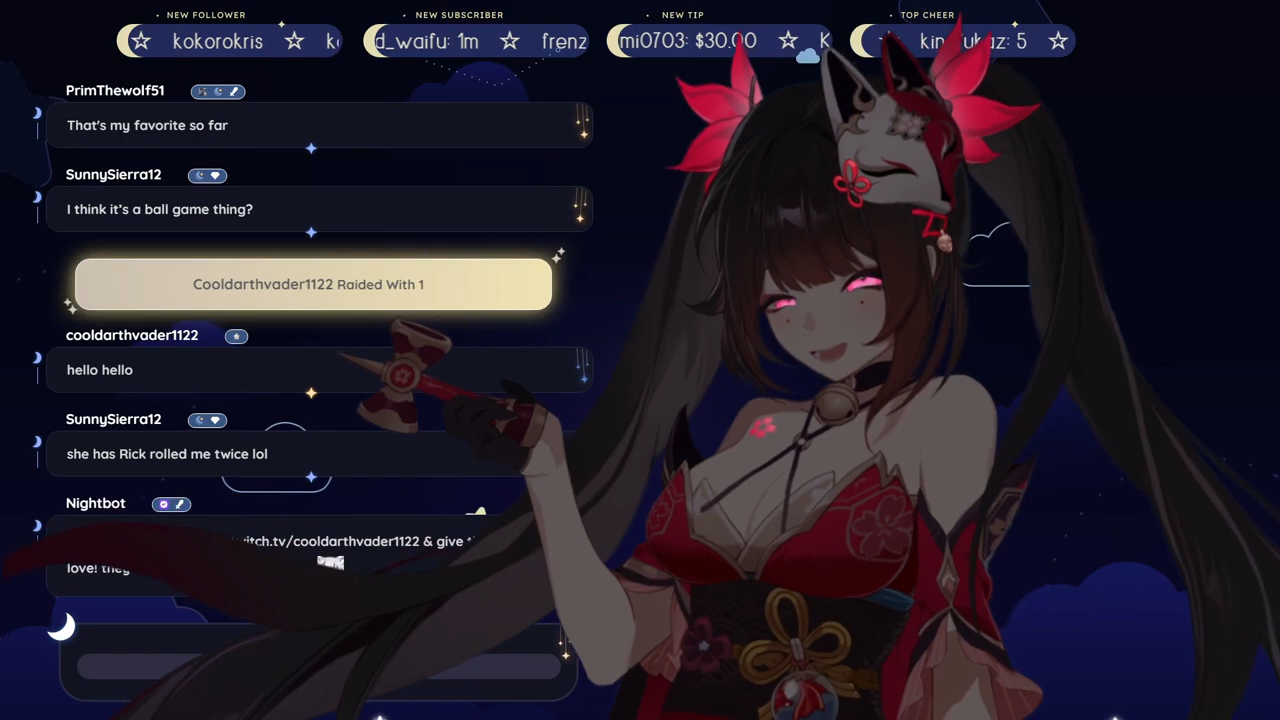 NEW FOLLOWER
NEW SUBSCRIBER
NEW TIP
TOP CHEER
kokorokris
d_waifu: 1m
frenz
mi0703: $30.00
K
5
PrimThewolf51
That's my favorite so far
SunnySierra12
I think it's a ball game thing?
Cooldarthvader1122 Raided With 1
cooldarthvader1122
hello hello
SunnySierra12
she has Rick rolled me twice lol
Nightbot
witch.tv/cooldarthvader1122 & give
love! they